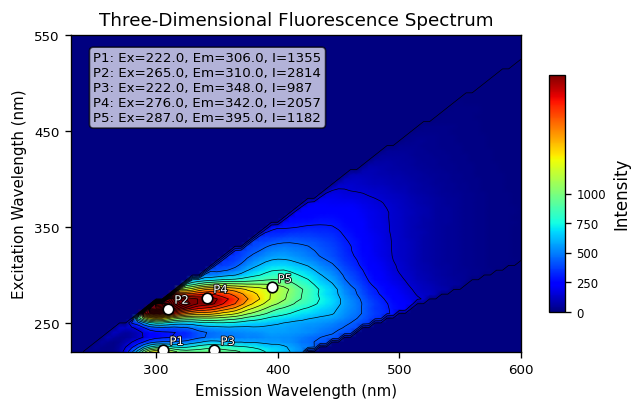 Three-Dimensional Fluorescence Spectrum
550
450
350
250
Excitation Wavelength (nm)
P1: Ex=222.0, Em=306.0, I=1355
P2: Ex=265.0, Em=310.0, I=2814
P3: Ex=222.0, Em=348.0, I=987
P4: Ex=276.0, Em=342.0, I=2057
P5: Ex=287.0, Em=395.0, I=1182
P5
P4
P2
P1
P3
300
400
500
600
Emission Wavelength (nm)
1000
750
500
250
0
Intensity